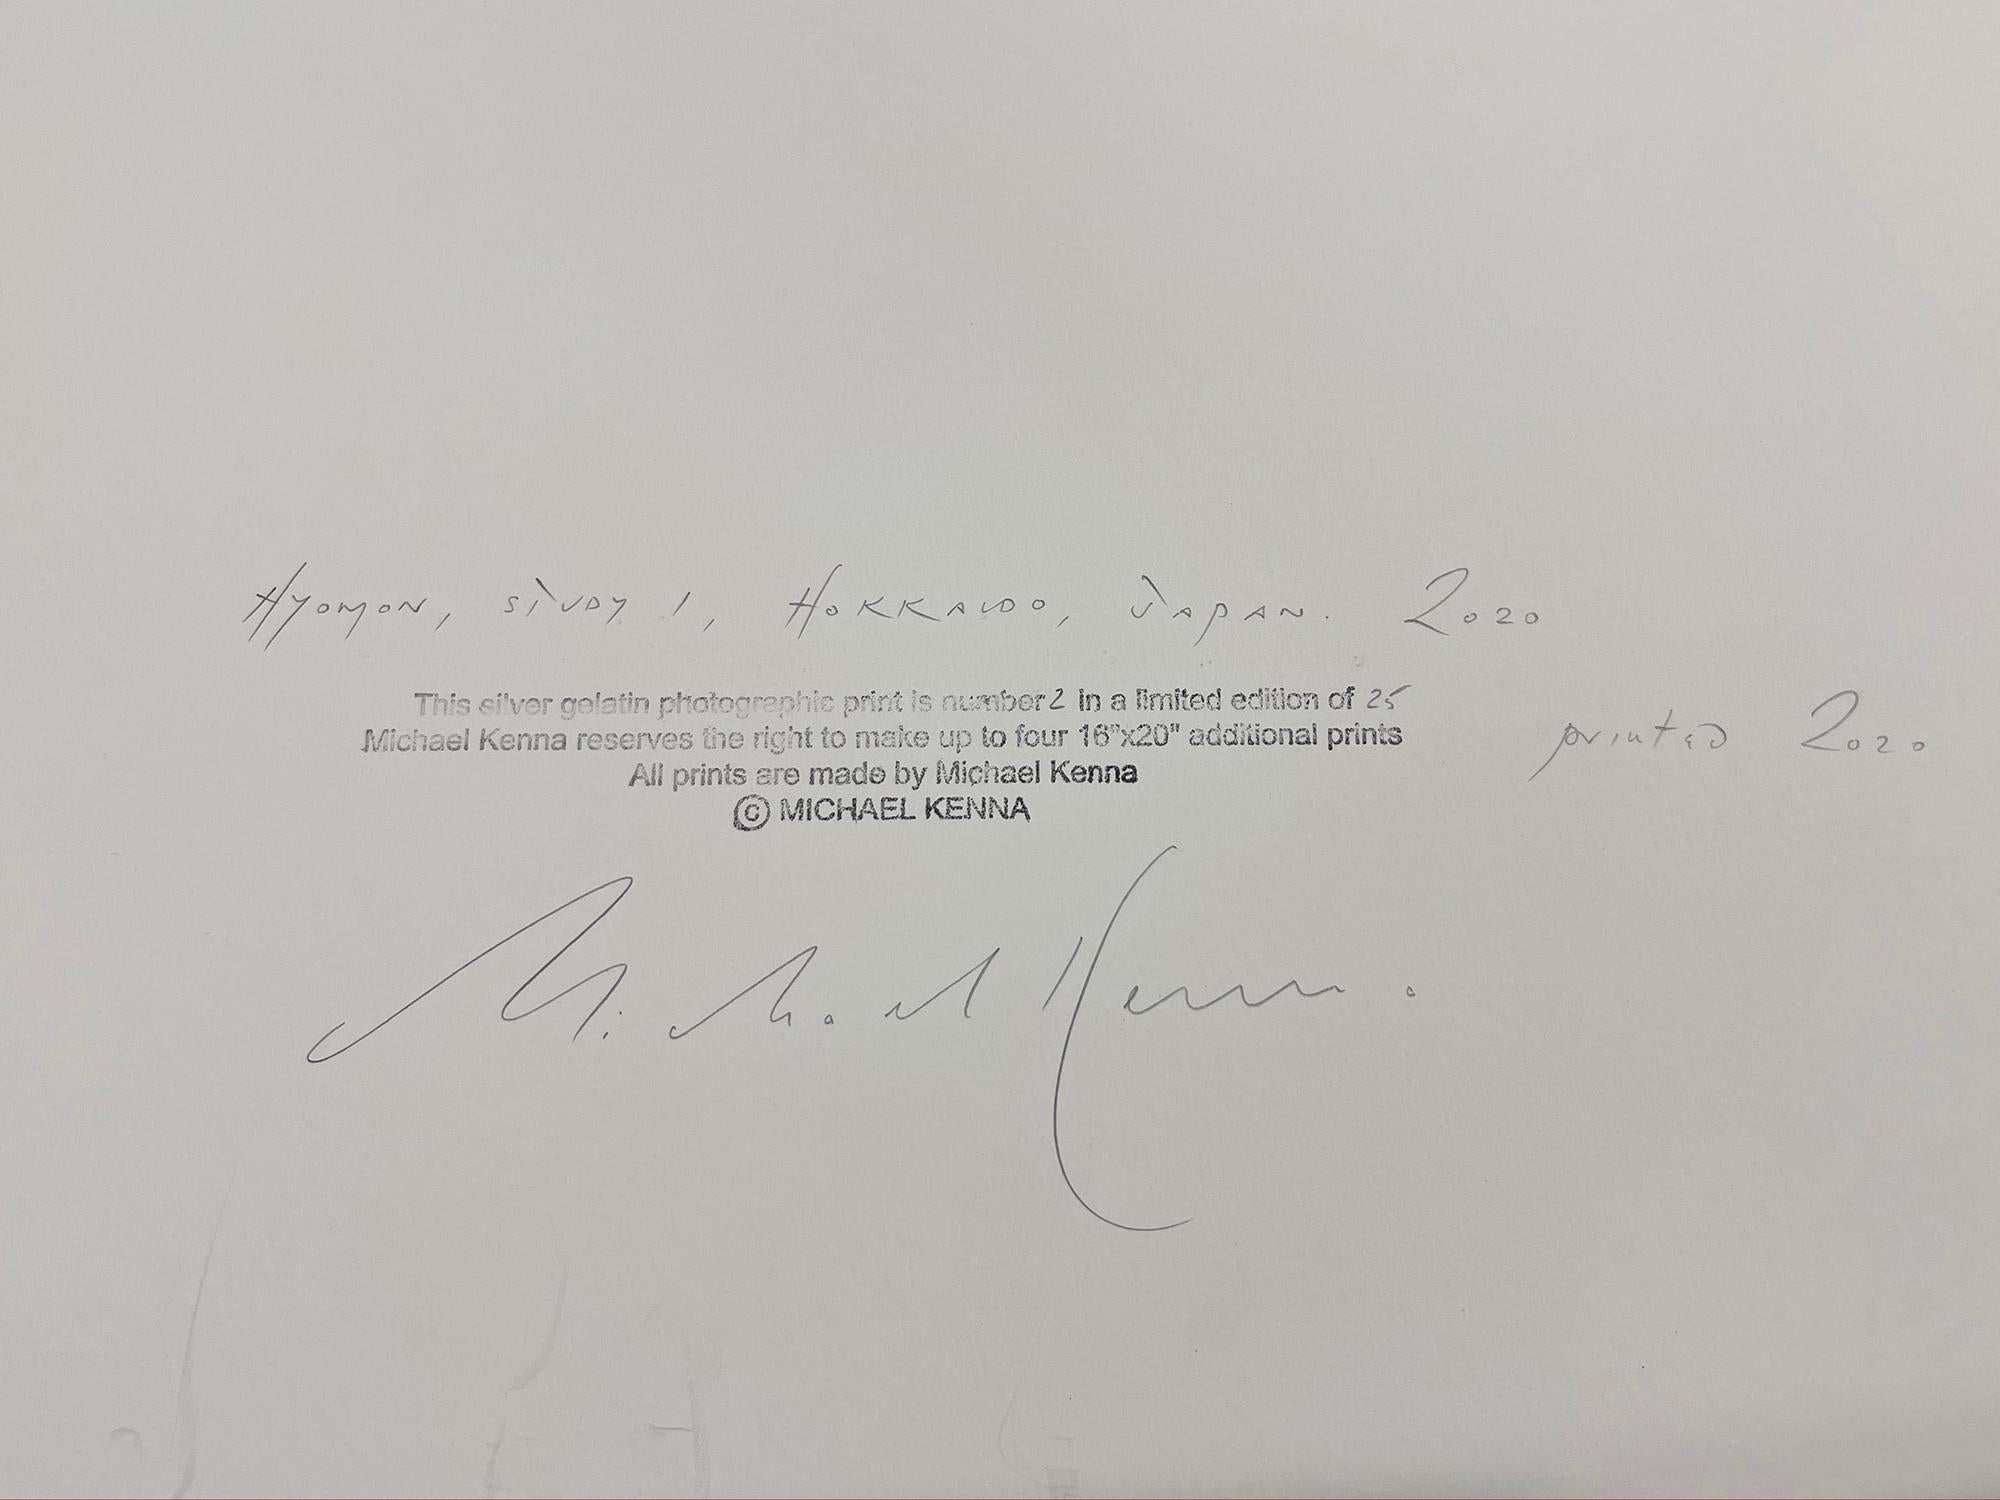 HYOMON, STUDY 1, HOKKAIDO, JAPAN. 2020
This silver gelatin photographic print is number 2 in a limited edition of 25
Michael Kenna reserves the right to make up to four 16"x20" additional prints
printed 2020
All prints are made by Michael Kenna
© MICHAEL KENNA
Michael Kenna.